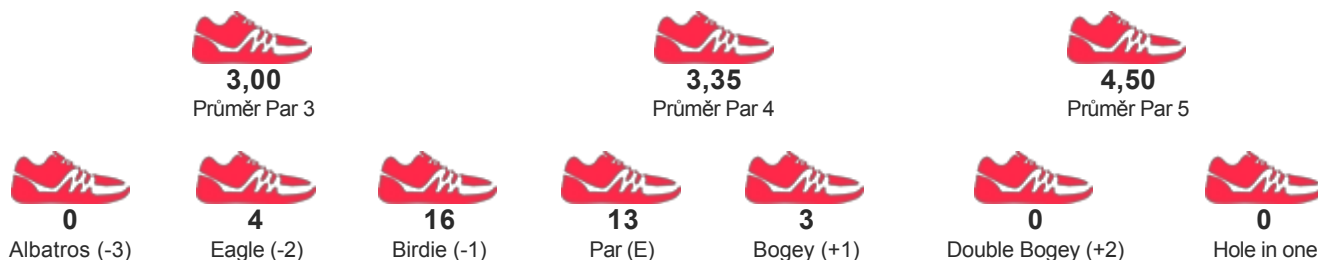 3,00
Průměr Par 3
3,35
Průměr Par 4
4,50
Průměr Par 5
0
Albatros (-3)
4
Eagle (-2)
16
Birdie (-1)
13
Par (E)
3
Bogey (+1)
0
Double Bogey (+2)
0
Hole in one